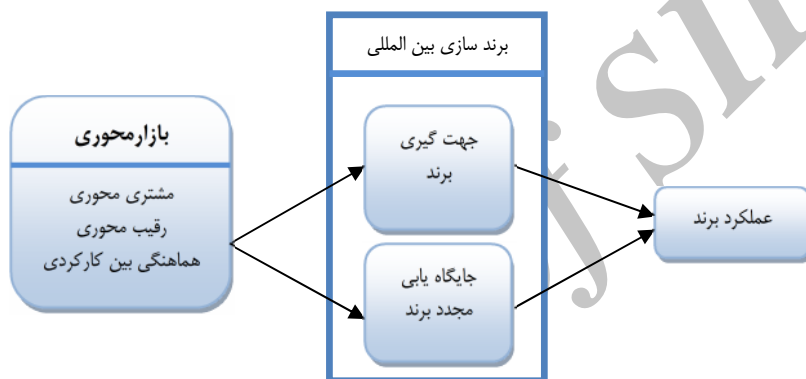 برند سازی بین المللی
بازارمحوری
مشتری محوری
رقیب محوری
هماهنگی بین کارکردی
جهت گیری
برند
جایگاه یابی
مجدد برند
عملکرد برند